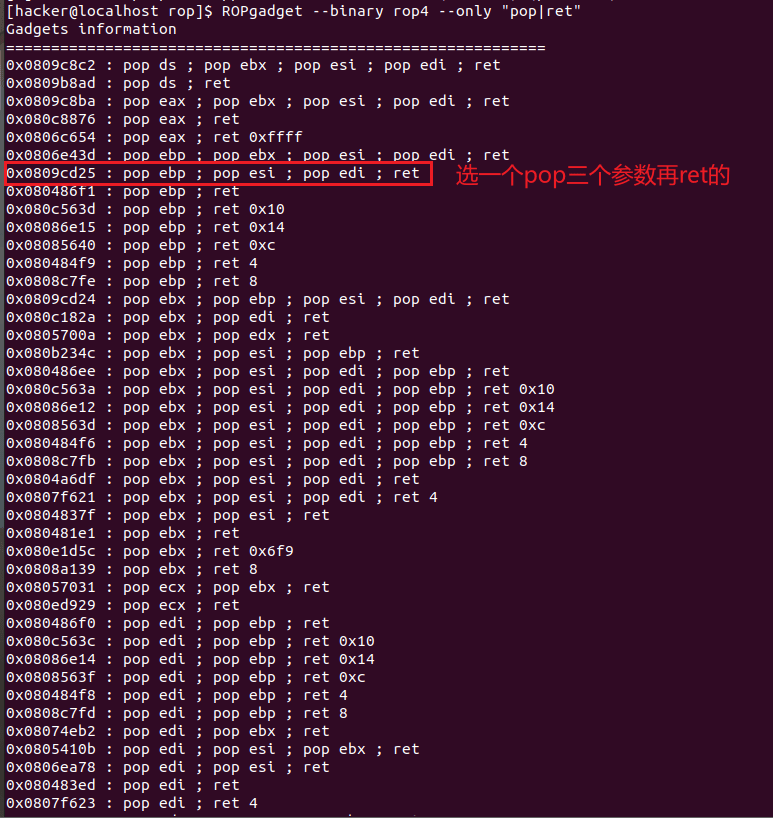 [hacker@localhost rop]$ ROPgadget --binary rop4 --only "pop|ret"
Gadgets information
============================================================
0x0809c8c2 : pop ds ; pop ebx ; pop esi ; pop edi ; ret
0x0809b8ad : pop ds ; ret
0x0809c8ba : pop eax ; pop ebx ; pop esi ; pop edi ; ret
0x080c8876 : pop eax ; ret
0x0806c654 : pop eax ; ret 0xffff
0x0806e43d : pop ebp ; pop ebx ; pop esi ; pop edi ; ret
0x0809cd25 : pop ebp ; pop esi ; pop edi ; ret 选一个pop三个参数再ret的
0x080486f1 : pop ebp ; ret
0x080c563d : pop ebp ; ret 0x10
0x08086e15 : pop ebp ; ret 0x14
0x08085640 : pop ebp ; ret 0xc
0x080484f9 : pop ebp ; ret 4
0x0808c7fe : pop ebp ; ret 8
0x0809cd24 : pop ebx ; pop ebp ; pop esi ; pop edi ; ret
0x080c182a : pop ebx ; pop edi ; ret
0x0805700a : pop ebx ; pop edx ; ret
0x080b234c : pop ebx ; pop esi ; pop ebp ; ret
0x080486ee : pop ebx ; pop esi ; pop edi ; pop ebp ; ret
0x080c563a : pop ebx ; pop esi ; pop edi ; pop ebp ; ret 0x10
0x08086e12 : pop ebx ; pop esi ; pop edi ; pop ebp ; ret 0x14
0x0808563d : pop ebx ; pop esi ; pop edi ; pop ebp ; ret 0xc
0x080484f6 : pop ebx ; pop esi ; pop edi ; pop ebp ; ret 4
0x0808c7fb : pop ebx ; pop esi ; pop edi ; pop ebp ; ret 8
0x0804a6df : pop ebx ; pop esi ; pop edi ; ret
0x0807f621 : pop ebx ; pop esi ; pop edi ; ret 4
0x0804837f : pop ebx ; pop esi ; ret
0x080481e1 : pop ebx ; ret
0x080e1d5c : pop ebx ; ret 0x6f9
0x0808a139 : pop ebx ; ret 8
0x08057031 : pop ecx ; pop ebx ; ret
0x080ed929 : pop ecx ; ret
0x080486f0 : pop edi ; pop ebp ; ret
0x080c563c : pop edi ; pop ebp ; ret 0x10
0x08086e14 : pop edi ; pop ebp ; ret 0x14
0x0808563f : pop edi ; pop ebp ; ret 0xc
0x080484f8 : pop edi ; pop ebp ; ret 4
0x0808c7fd : pop edi ; pop ebp ; ret 8
0x08074eb2 : pop edi ; pop ebx ; ret
0x0805410b : pop edi ; pop esi ; pop ebx ; ret
0x0806ea78 : pop edi ; pop esi ; ret
0x080483ed : pop edi ; ret
0x0807f623 : pop edi ; ret 4